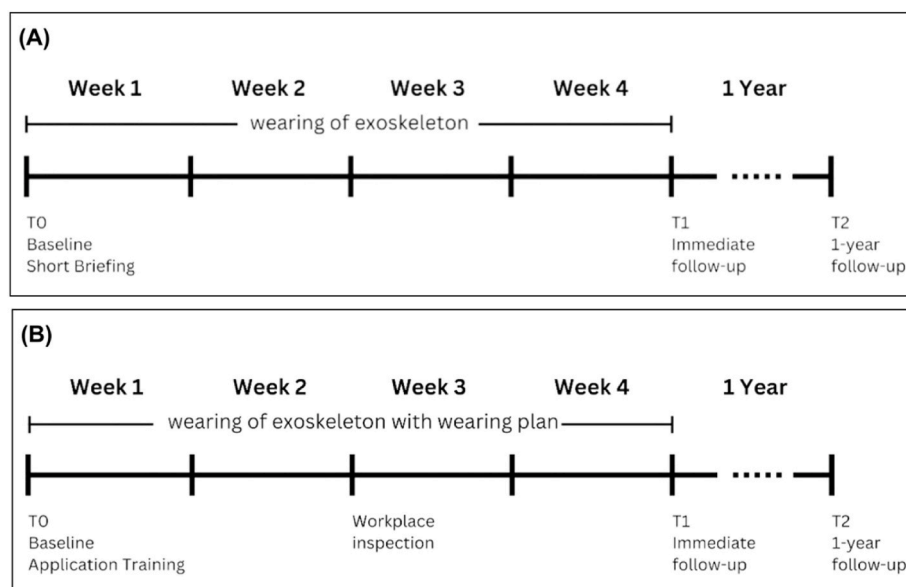 (A)
Week 1 Week 2 Week 3 Week 4 1 Year
wearing of exoskeleton
T0 T1 T2
Baseline Immediate 1-year
Short Briefing follow-up follow-up
(B)
Week 1 Week 2 Week 3 Week 4 1 Year
wearing of exoskeleton with wearing plan
T0 Workplace T1 T2
Baseline inspection Immediate 1-year
Application Training follow-up follow-up